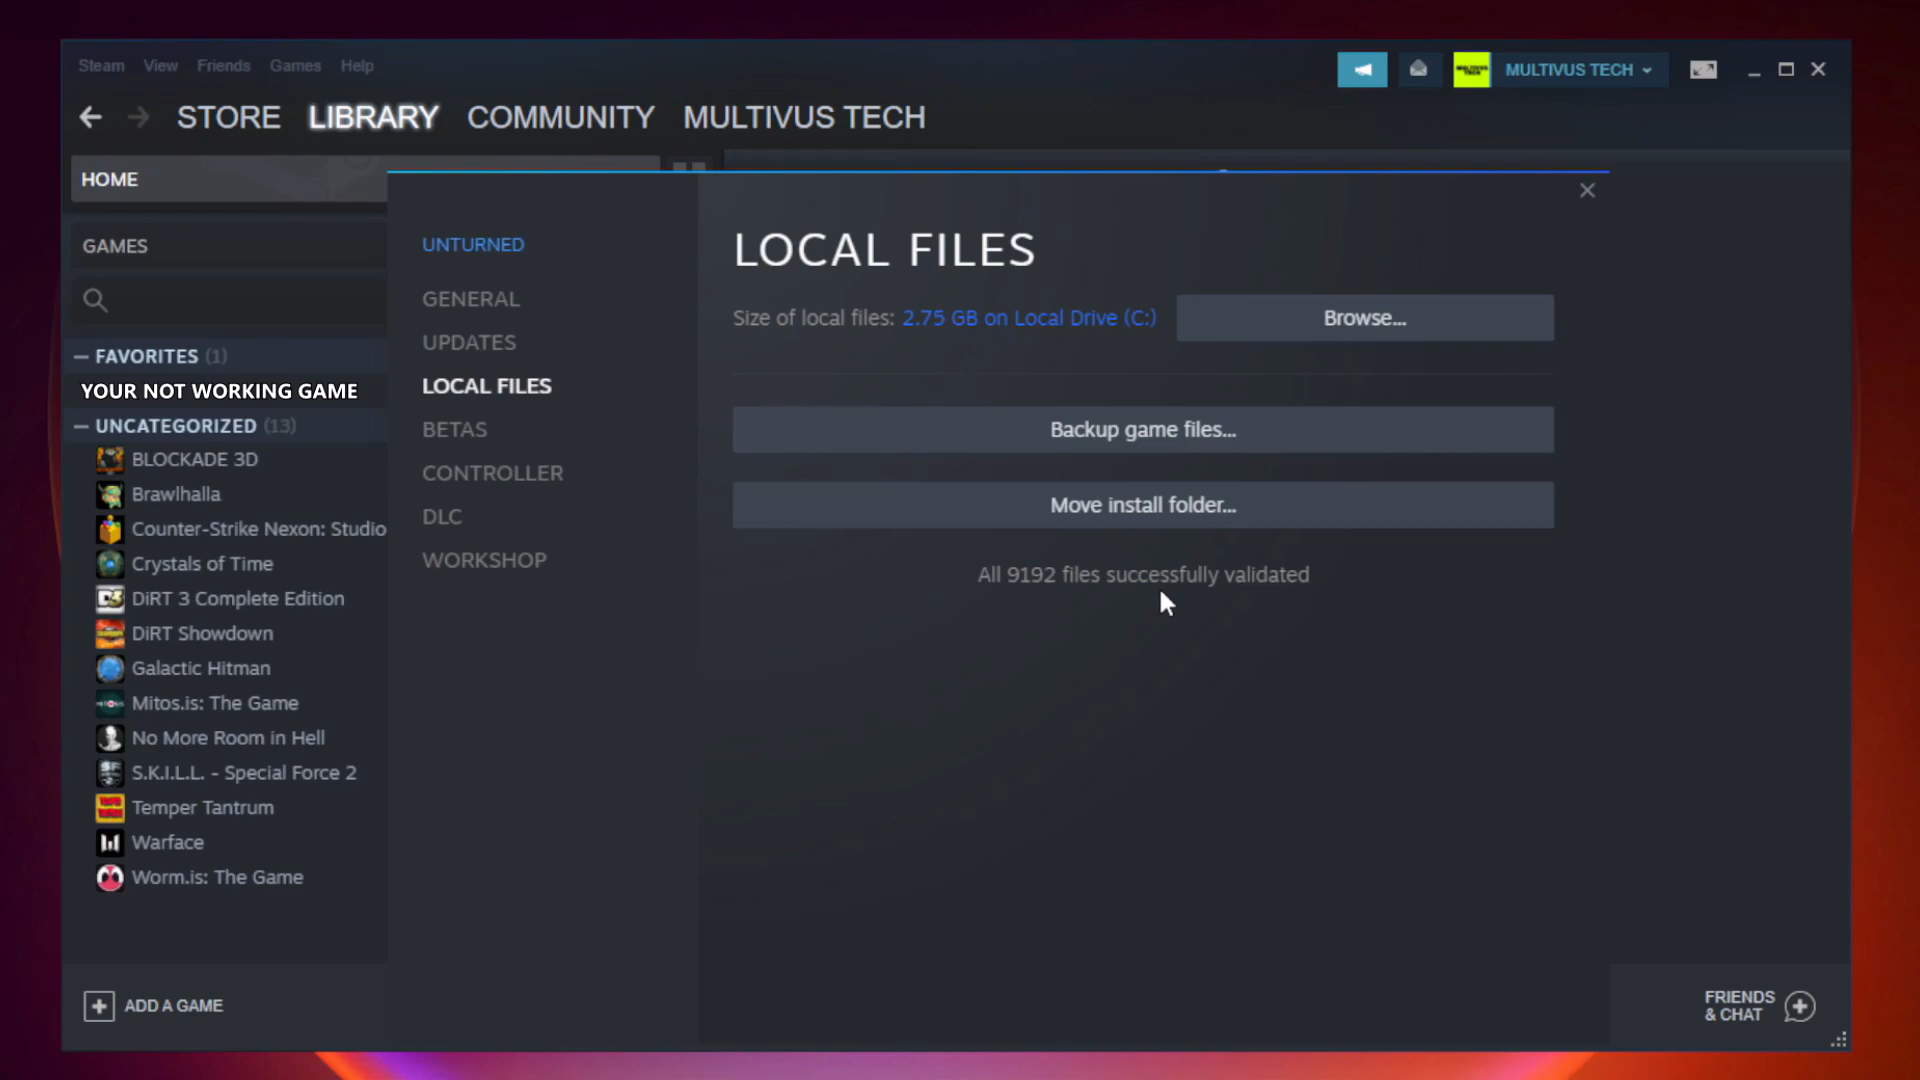 Steam View Friends Games Help
MULTIVUS TECH
STORE LIBRARY COMMUNITY MULTIVUS TECH
HOME
GAMES
— FAVORITES (1)
YOUR NOT WORKING GAME
— UNCATEGORIZED (13)
BLOCKADE 3D
Brawlhalla
Counter-Strike Nexon: Studio
Crystals of Time
DiRT 3 Complete Edition
DiRT Showdown
Galactic Hitman
Mitos.is: The Game
No More Room in Hell
S.K.I.L.L. - Special Force 2
Temper Tantrum
Warface
Worm.is: The Game
ADD A GAME
UNTURNED
GENERAL
UPDATES
LOCAL FILES
BETAS
CONTROLLER
DLC
WORKSHOP
LOCAL FILES
Size of local files: 2.75 GB on Local Drive (C:)
Browse...
Backup game files...
Move install folder...
All 9192 files successfully validated
FRIENDS
& CHAT